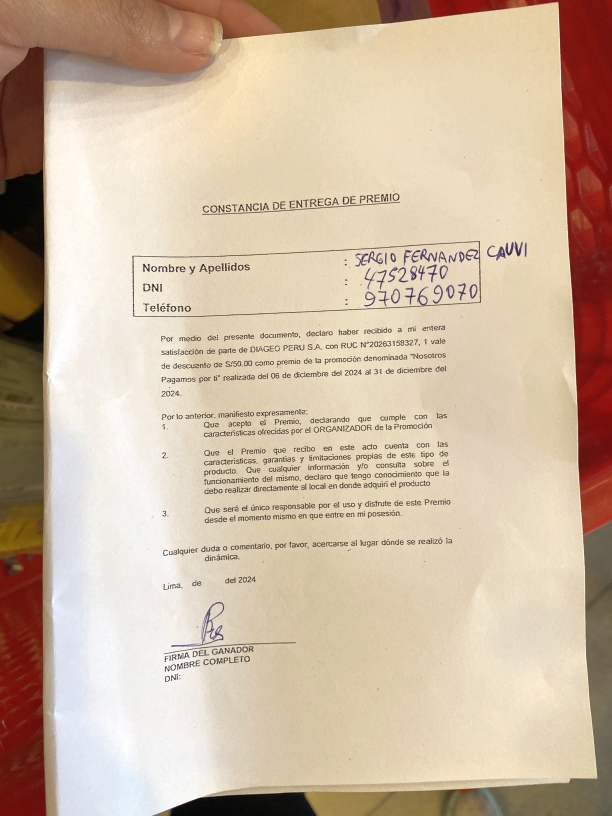 CONSTANCIA DE ENTREGA DE PREMIO
Nombre y Apellidos : SERGIO FERNANDEZ CAUVI
DNI : 47528470
Teléfono : 970769070
Por medio del presente documento, declaro haber recibido a mi entera
satisfacción de parte de DIAGEO PERU S.A. con RUC N°20263158327, 1 vale
de descuento de S/50.00 como premio de la promoción denominada "Nosotros
Pagamos por ti" realizada del 06 de diciembre del 2024 al 31 de diciembre del
2024.
Por lo anterior, manifiesto expresamente:
1. Que acepto el Premio, declarando que cumple con las
características ofrecidas por el ORGANIZADOR de la Promoción
2. Que el Premio que recibo en este acto cuenta con las
características, garantías y limitaciones propias de este tipo de
producto. Que cualquier información y/o consulta sobre el
funcionamiento del mismo, declaro que tengo conocimiento que la
debo realizar directamente al local en donde adquirí el producto
3. Que seré el único responsable por el uso y disfrute de este Premio
desde el momento mismo en que entre en mi posesión.
Cualquier duda o comentario, por favor, acercarse al lugar dónde se realizó la
dinámica.
Lima, de del 2024
FIRMA DEL GANADOR
NOMBRE COMPLETO
DNI: